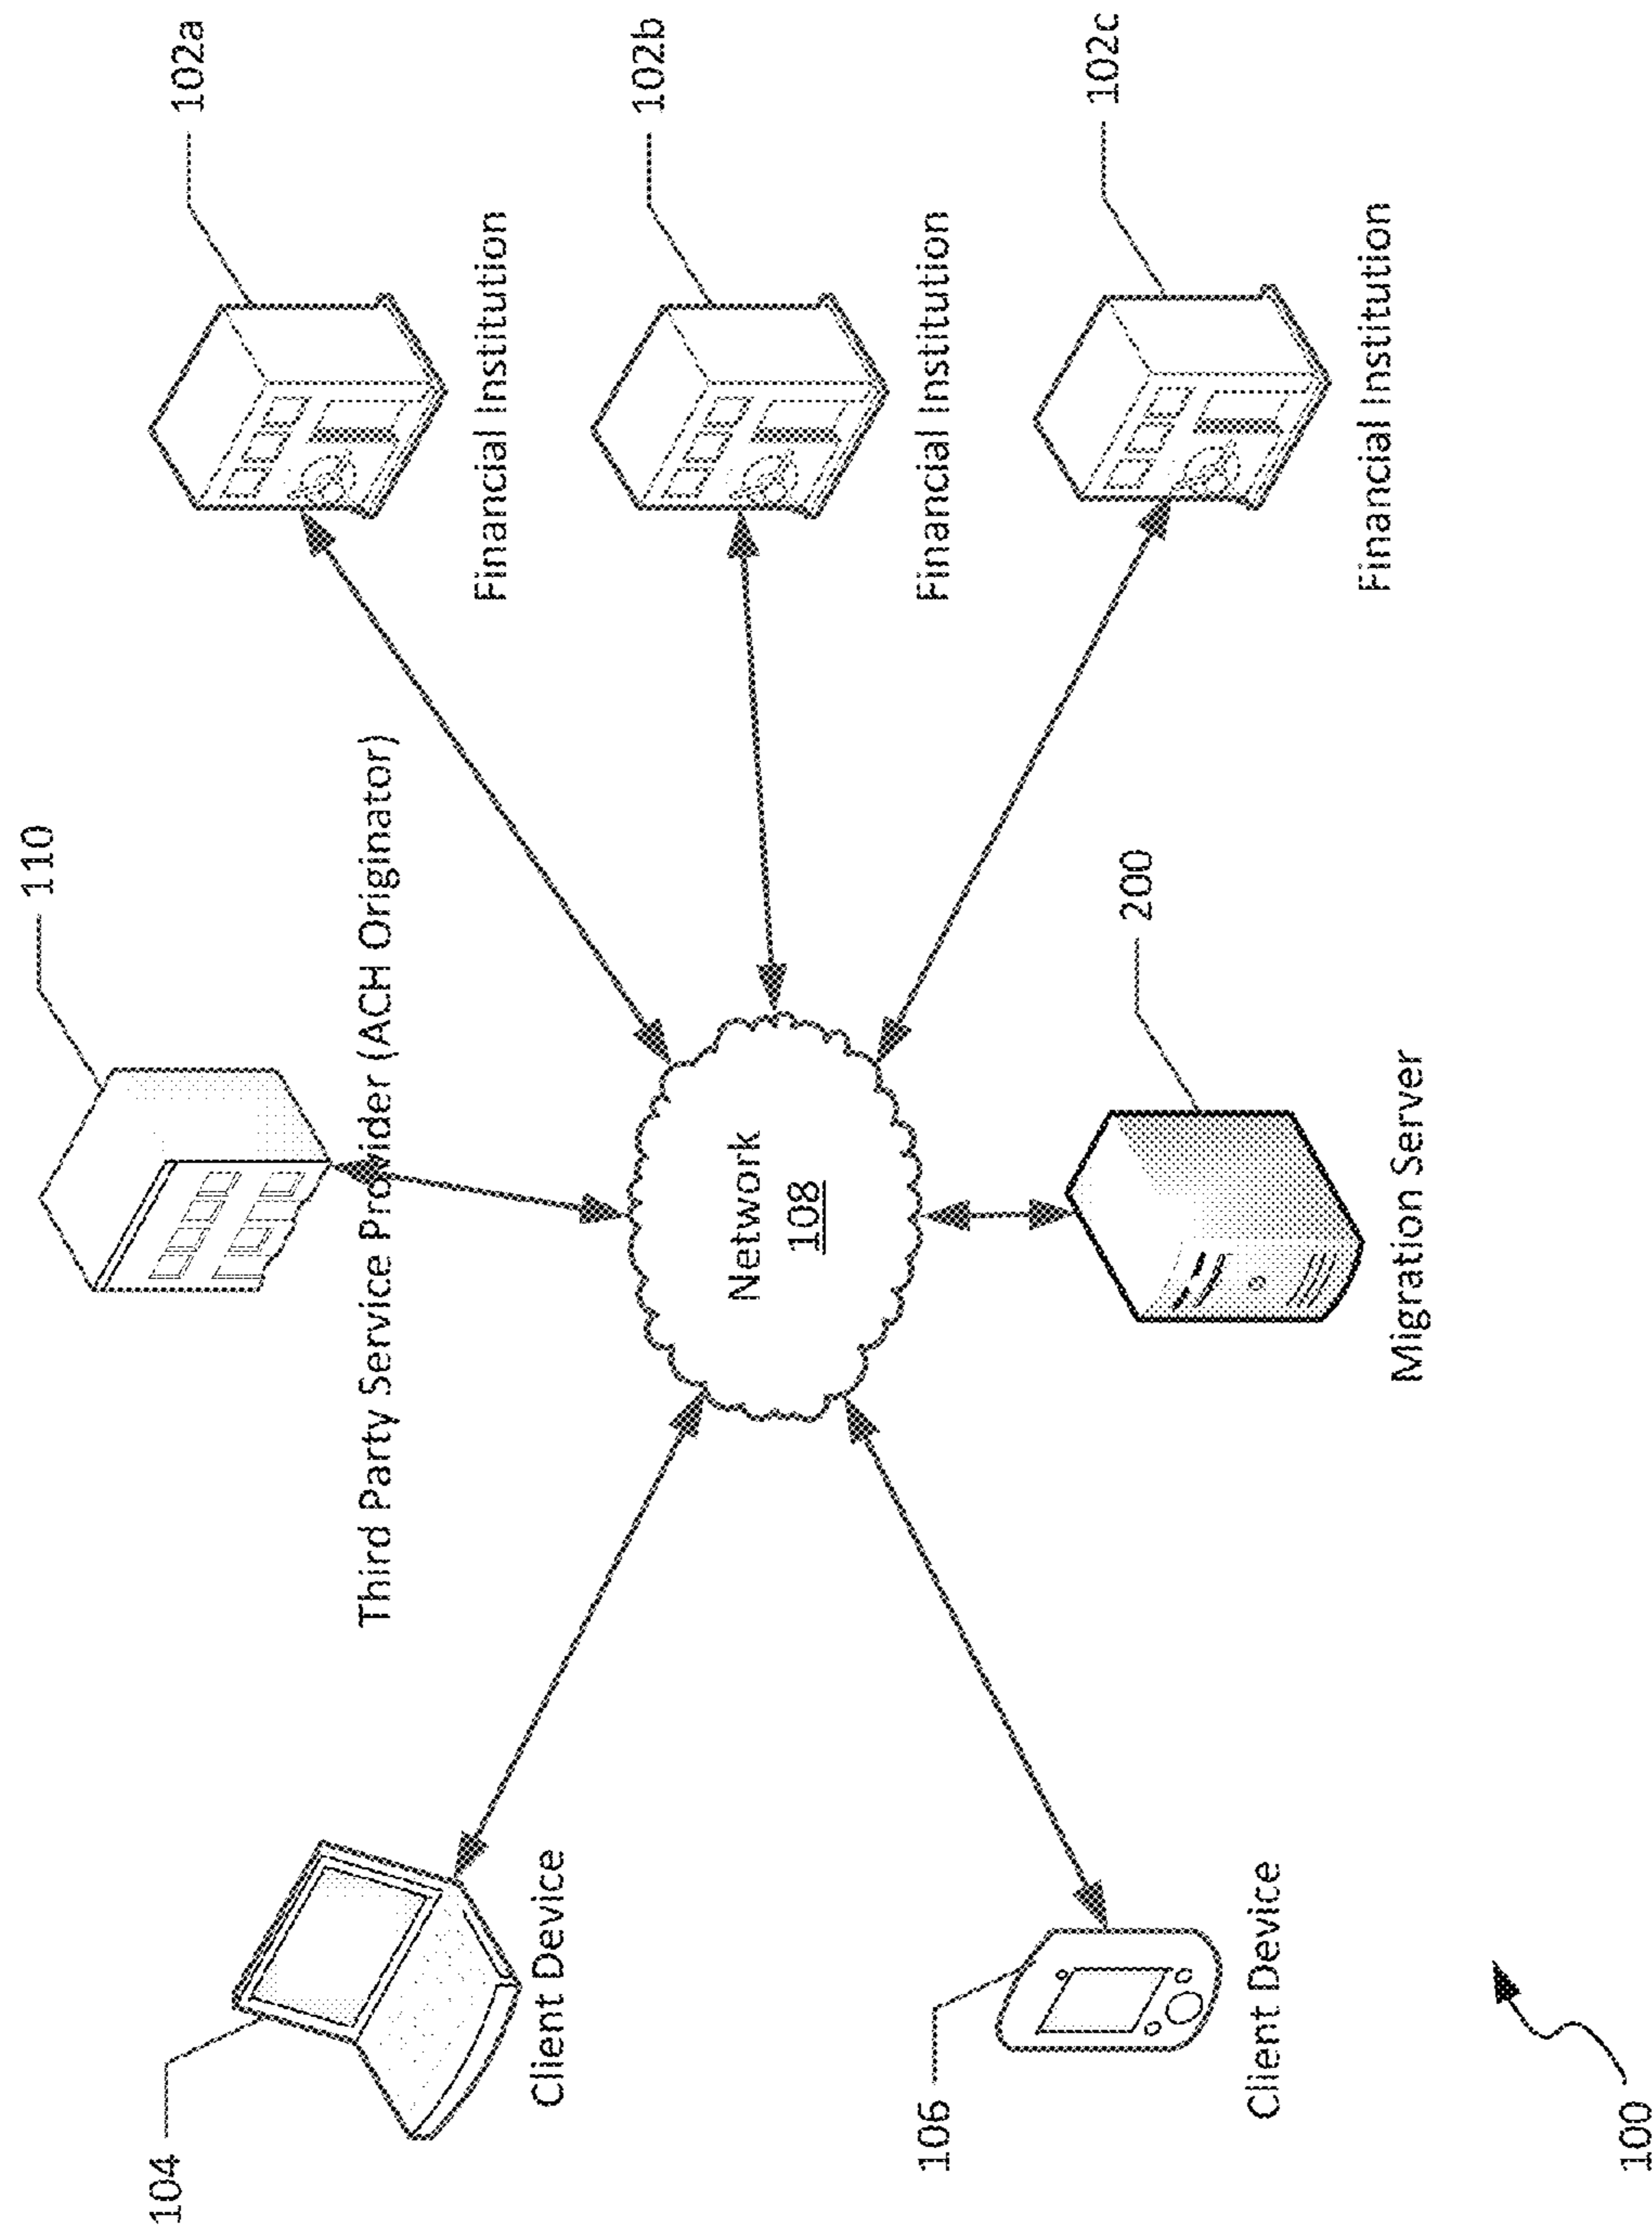 110
Third Party Service Provider (ACH Originator)
104
Client Device
102a
Financial Institution
Network
108
102b
Financial Institution
106
Client Device
200
Migration Server
102c
Financial Institution
100